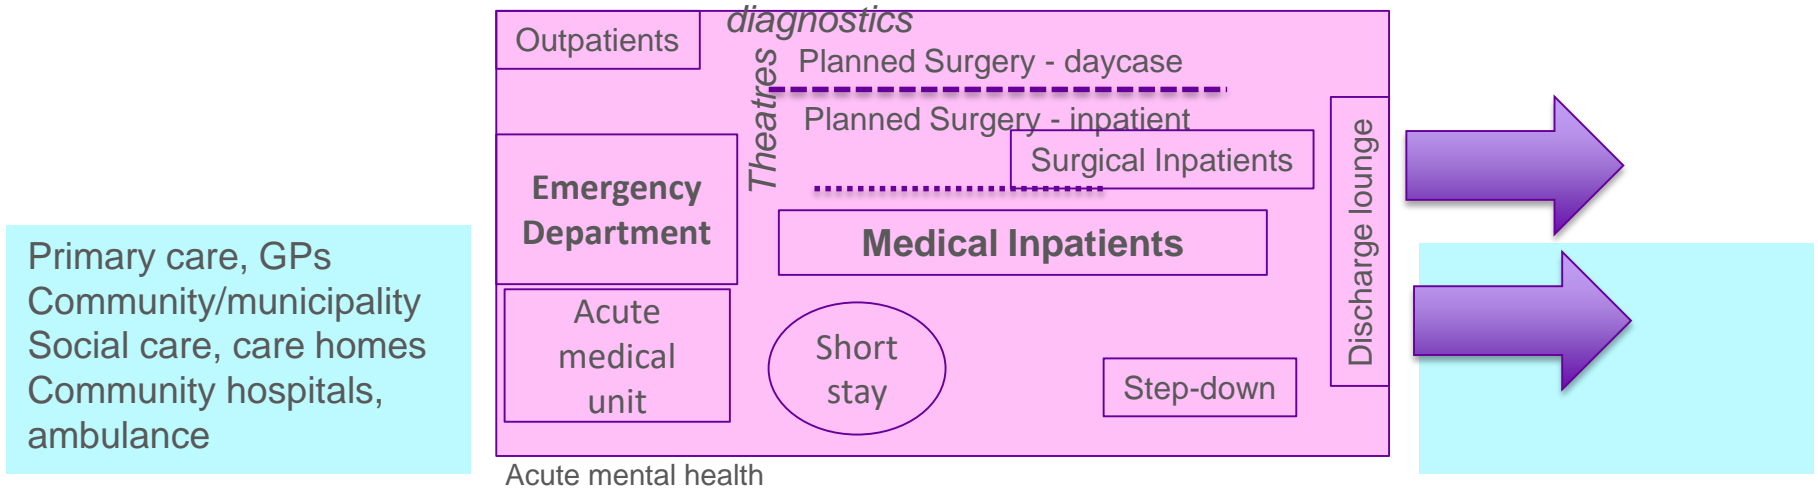 diagnostics
Outpatients
Theatres
Planned Surgery - daycase
Planned Surgery - inpatient
Surgical Inpatients
Emergency
Department
Medical Inpatients
Discharge lounge
Primary care, GPs
Community/municipality
Social care, care homes
Community hospitals,
ambulance
Acute
medical
unit
Short
stay
Step-down
Acute mental health